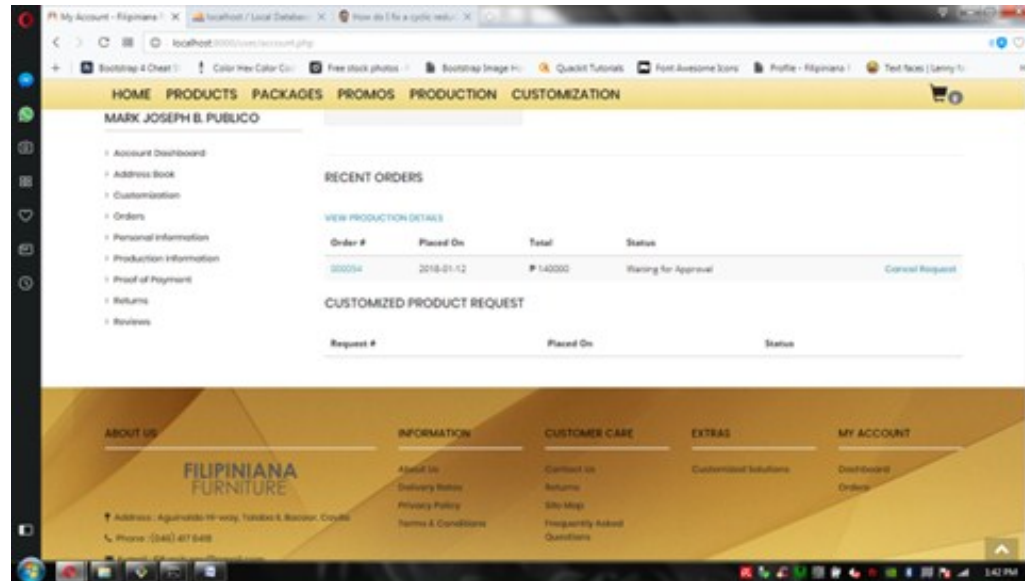 My Account - Filipiniana
localhost / Local Databas
How do I fix a cyclic redu
localhost:8000/user/account.php
Bootstrap 4 Cheat S
Color Hex Color Co
Free stock photos
Bootstrap Image H
Quackit Tutorials
Font Awesome Icons
Profile - Filipiniana
Text faces | Lenny f
HOME PRODUCTS PACKAGES PROMOS PRODUCTION CUSTOMIZATION
0
MARK JOSEPH B. PUBLICO
Account Dashboard
Address Book
Customization
Orders
Personal Information
Production Information
Proof of Payment
Returns
Reviews
RECENT ORDERS
VIEW PRODUCTION DETAILS
Order # Placed On Total Status
000054 2018-01-12 ₱ 140000 Waiting for Approval Cancel Request
CUSTOMIZED PRODUCT REQUEST
Request # Placed On Status
ABOUT US
FILIPINIANA
FURNITURE
Address : Aguinaldo Hi-way, Talaba II, Bacoor, Cavite
Phone : (046) 417 8418
INFORMATION
About Us
Delivery Notes
Privacy Policy
Terms & Conditions
CUSTOMER CARE
Contact Us
Returns
Site Map
Frequently Asked
Questions
EXTRAS
Customized Solutions
MY ACCOUNT
Dashboard
Orders
1:42 PM